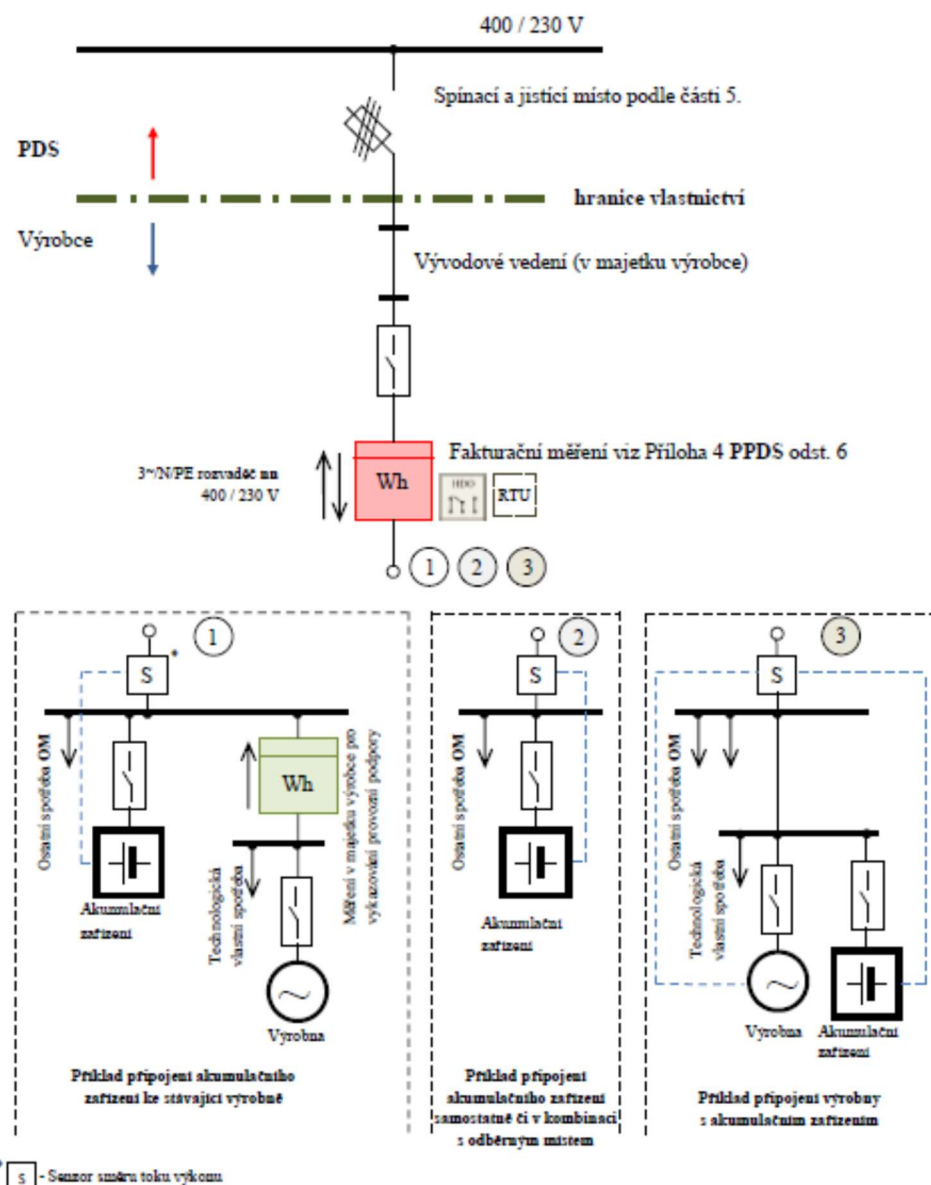 400 / 230 V
Spínací a jistící místo podle části 5.
PDS
hranice vlastnictví
Výrobce
Vývodové vedení (v majetku výrobce)
Fakturační měření viz Příloha 4 PPDS odst. 6
3~/N/PE rozvaděč nn
400 / 230 V
Wh
HDO
RTU
1 2 3
1
S *
Ostatní spotřeba OM
Wh
Měření v majetku výrobce pro
vykazování provozní podpory
Akumulační
zařízení
Technologická
vlastní spotřeba
Výrobna
Příklad připojení akumulačního
zařízení ke stávající výrobně
2
S
Ostatní spotřeba OM
Akumulační
zařízení
Příklad připojení
akumulačního zařízení
samostatně či v kombinaci
s odběrným místem
3
S
Ostatní spotřeba OM
Technologická
vlastní spotřeba
Výrobna
Akumulační
zařízení
Příklad připojení výrobny
s akumulačním zařízením
* S - Senzor směru toku výkonu